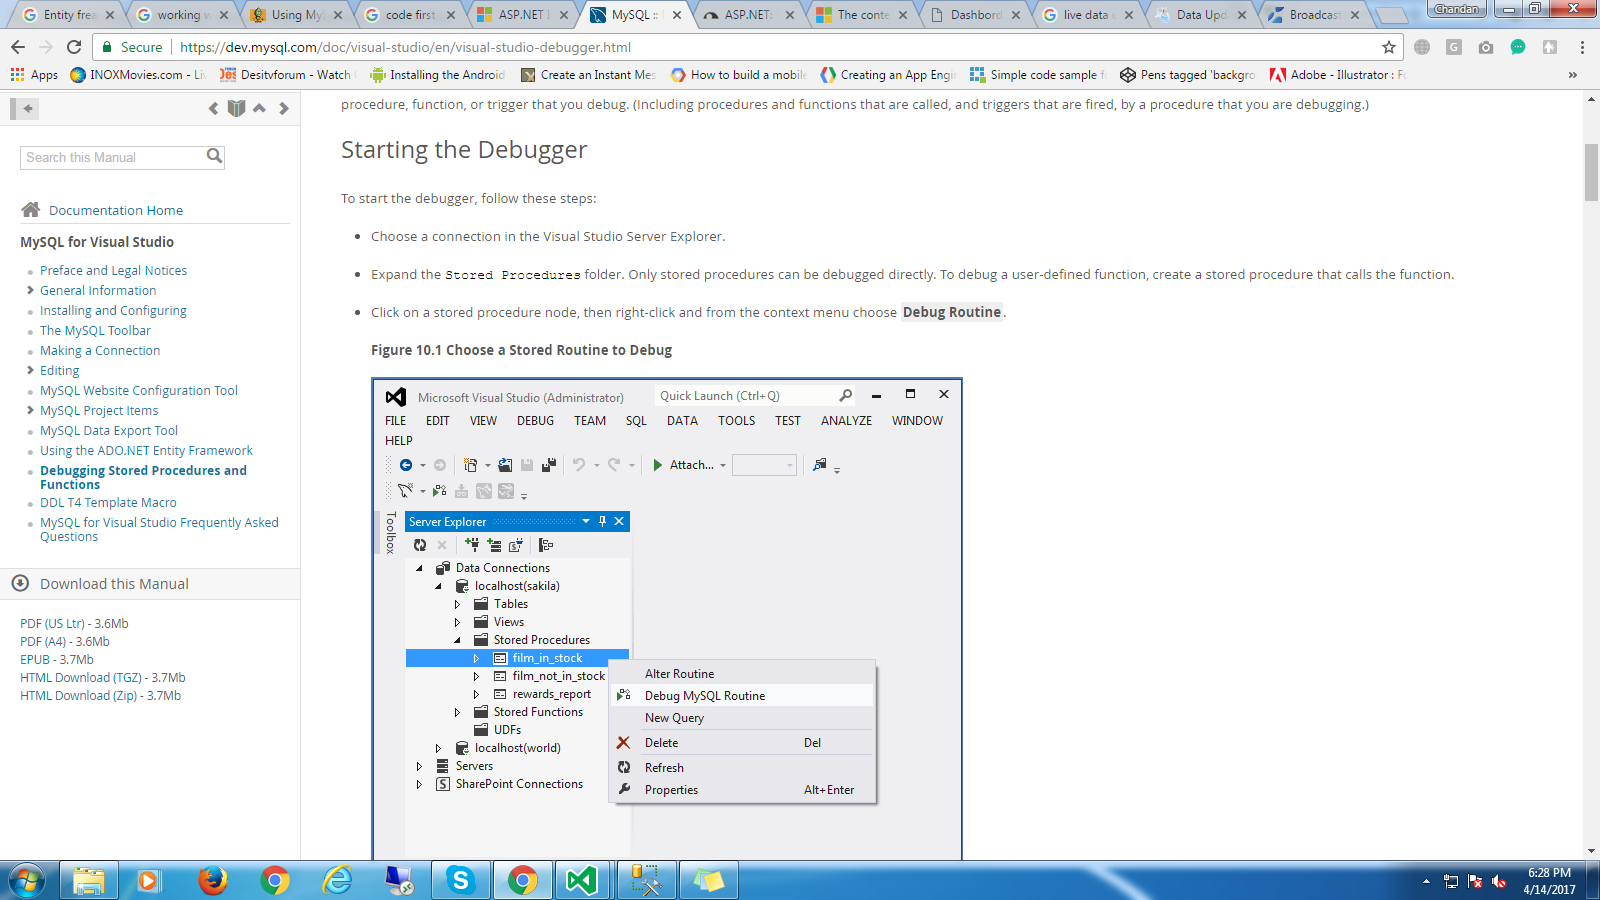 Entity frea
working w
Using MyS
code first
ASP.NET I
MySQL ::
ASP.NET:
The conte
Dashbord
live data u
Data Upd
Broadcas
Chandan
Secure
https://dev.mysql.com/doc/visual-studio/en/visual-studio-debugger.html
Apps
INOXMovies.com - Liv
Desitvforum - Watch
Installing the Android
Create an Instant Mes
How to build a mobile
Creating an App Engi
Simple code sample f
Pens tagged 'backgro
Adobe - Illustrator : Fo
»
procedure, function, or trigger that you debug. (Including procedures and functions that are called, and triggers that are fired, by a procedure that you are debugging.)
Search this Manual
Documentation Home
MySQL for Visual Studio
Preface and Legal Notices
General Information
Installing and Configuring
The MySQL Toolbar
Making a Connection
Editing
MySQL Website Configuration Tool
MySQL Project Items
MySQL Data Export Tool
Using the ADO.NET Entity Framework
Debugging Stored Procedures and
Functions
DDL T4 Template Macro
MySQL for Visual Studio Frequently Asked
Questions
Download this Manual
PDF (US Ltr) - 3.6Mb
PDF (A4) - 3.6Mb
EPUB - 3.7Mb
HTML Download (TGZ) - 3.7Mb
HTML Download (Zip) - 3.7Mb
Starting the Debugger
To start the debugger, follow these steps:
Choose a connection in the Visual Studio Server Explorer.
Expand the Stored Procedures folder. Only stored procedures can be debugged directly. To debug a user-defined function, create a stored procedure that calls the function.
Click on a stored procedure node, then right-click and from the context menu choose Debug Routine.
Figure 10.1 Choose a Stored Routine to Debug
Microsoft Visual Studio (Administrator)
Quick Launch (Ctrl+Q)
FILE EDIT VIEW DEBUG TEAM SQL DATA TOOLS TEST ANALYZE WINDOW
HELP
Attach...
Toolbox
Server Explorer
Data Connections
localhost(sakila)
Tables
Views
Stored Procedures
film_in_stock
film_not_in_stock
rewards_report
Stored Functions
UDFs
localhost(world)
Servers
SharePoint Connections
Alter Routine
Debug MySQL Routine
New Query
Delete Del
Refresh
Properties Alt+Enter
6:28 PM
4/14/2017